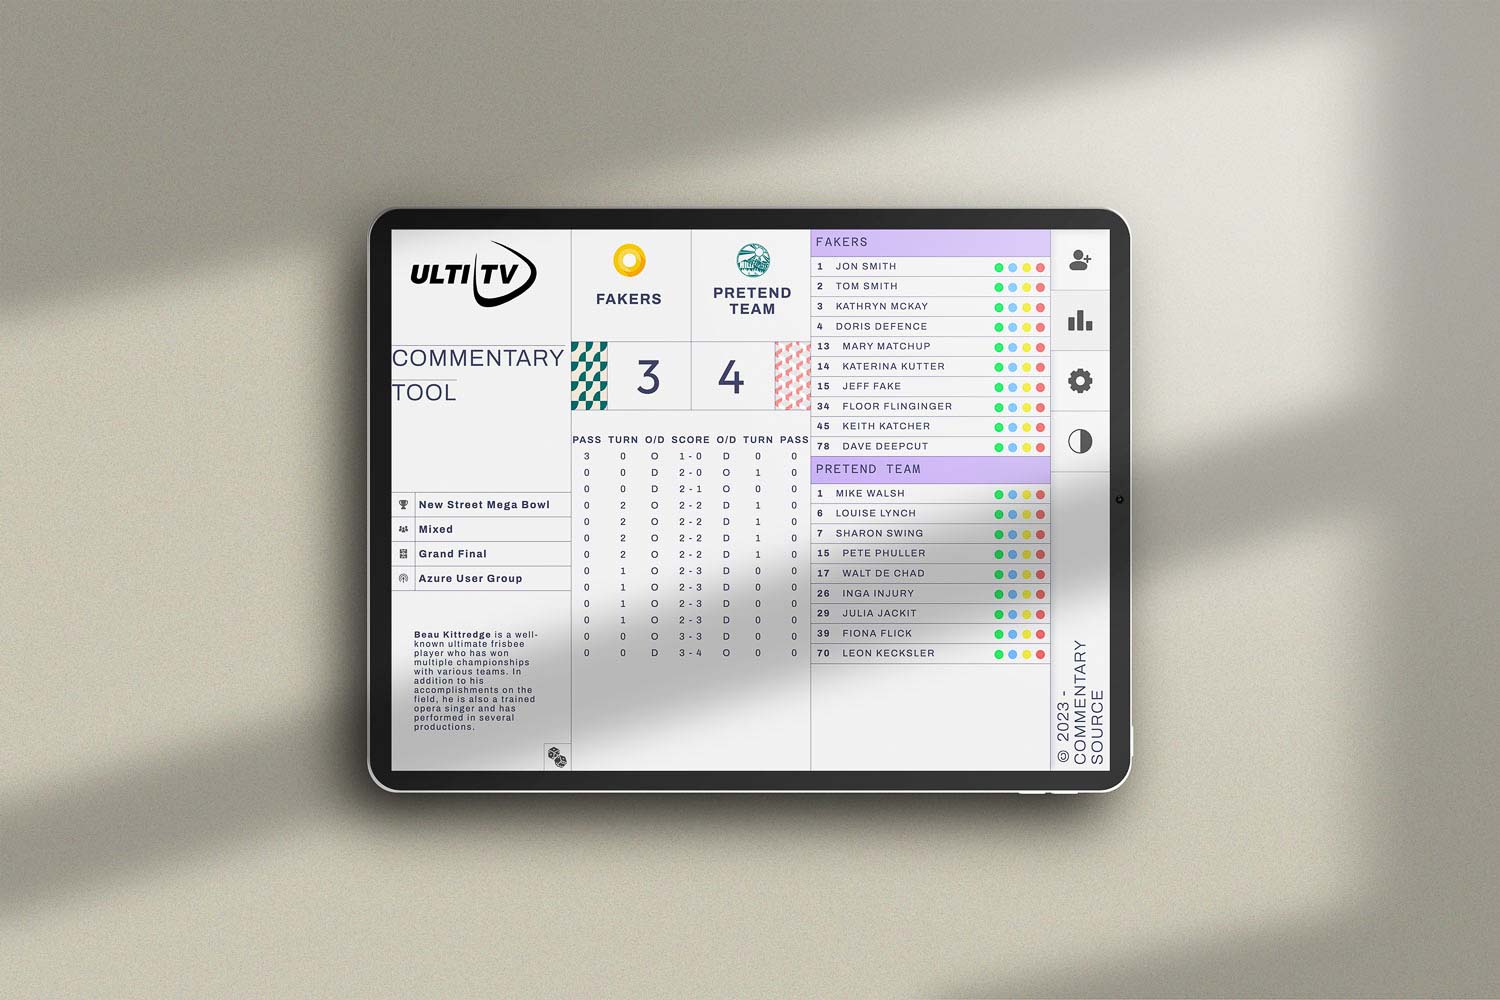 ULTI TV
COMMENTARY
TOOL
New Street Mega Bowl
Mixed
Grand Final
Azure User Group
Beau Kittredge is a well-
known ultimate frisbee
player who has won
multiple championships
with various teams. In
addition to his
accomplishments on the
field, he is also a trained
opera singer and has
performed in several
productions.
FAKERS
PRETEND
TEAM
3 4
PASS TURN O/D SCORE O/D TURN PASS
3 0 O 1 - 0 D 0 0
0 0 D 2 - 0 O 1 0
0 0 D 2 - 1 O 0 0
0 2 O 2 - 2 D 1 0
0 2 O 2 - 2 D 1 0
0 2 O 2 - 2 D 1 0
0 2 O 2 - 2 D 1 0
0 1 O 2 - 3 D 0 0
0 1 O 2 - 3 D 0 0
0 1 O 2 - 3 D 0 0
0 1 O 2 - 3 D 0 0
0 0 O 3 - 3 D 0 0
0 0 D 3 - 4 O 0 0
FAKERS
1 JON SMITH
2 TOM SMITH
3 KATHRYN MCKAY
4 DORIS DEFENCE
13 MARY MATCHUP
14 KATERINA KUTTER
15 JEFF FAKE
34 FLOOR FLINGINGER
45 KEITH KATCHER
78 DAVE DEEPCUT
PRETEND TEAM
1 MIKE WALSH
6 LOUISE LYNCH
7 SHARON SWING
15 PETE PHULLER
17 WALT DE CHAD
26 INGA INJURY
29 JULIA JACKIT
39 FIONA FLICK
70 LEON KECKSLER
© 2023 -
COMMENTARY
SOURCE